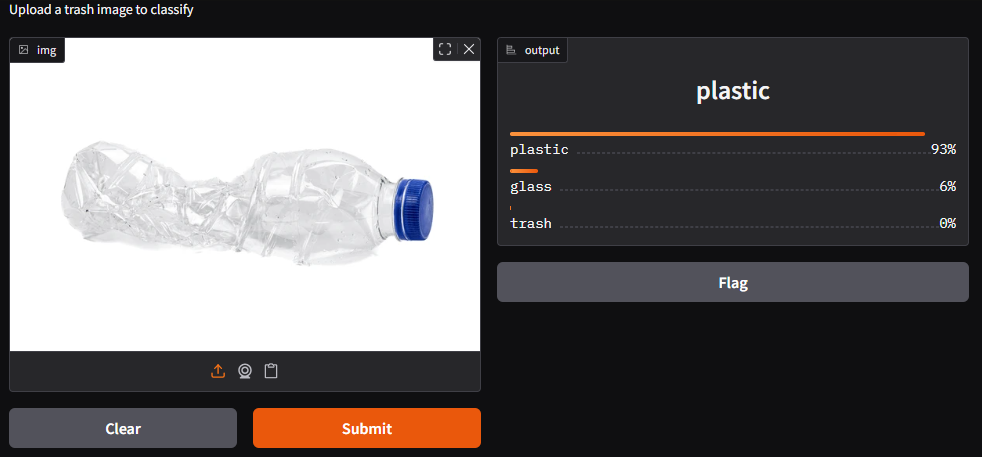 Upload a trash image to classify
img
output
plastic
plastic 93%
glass 6%
trash 0%
Flag
Clear
Submit